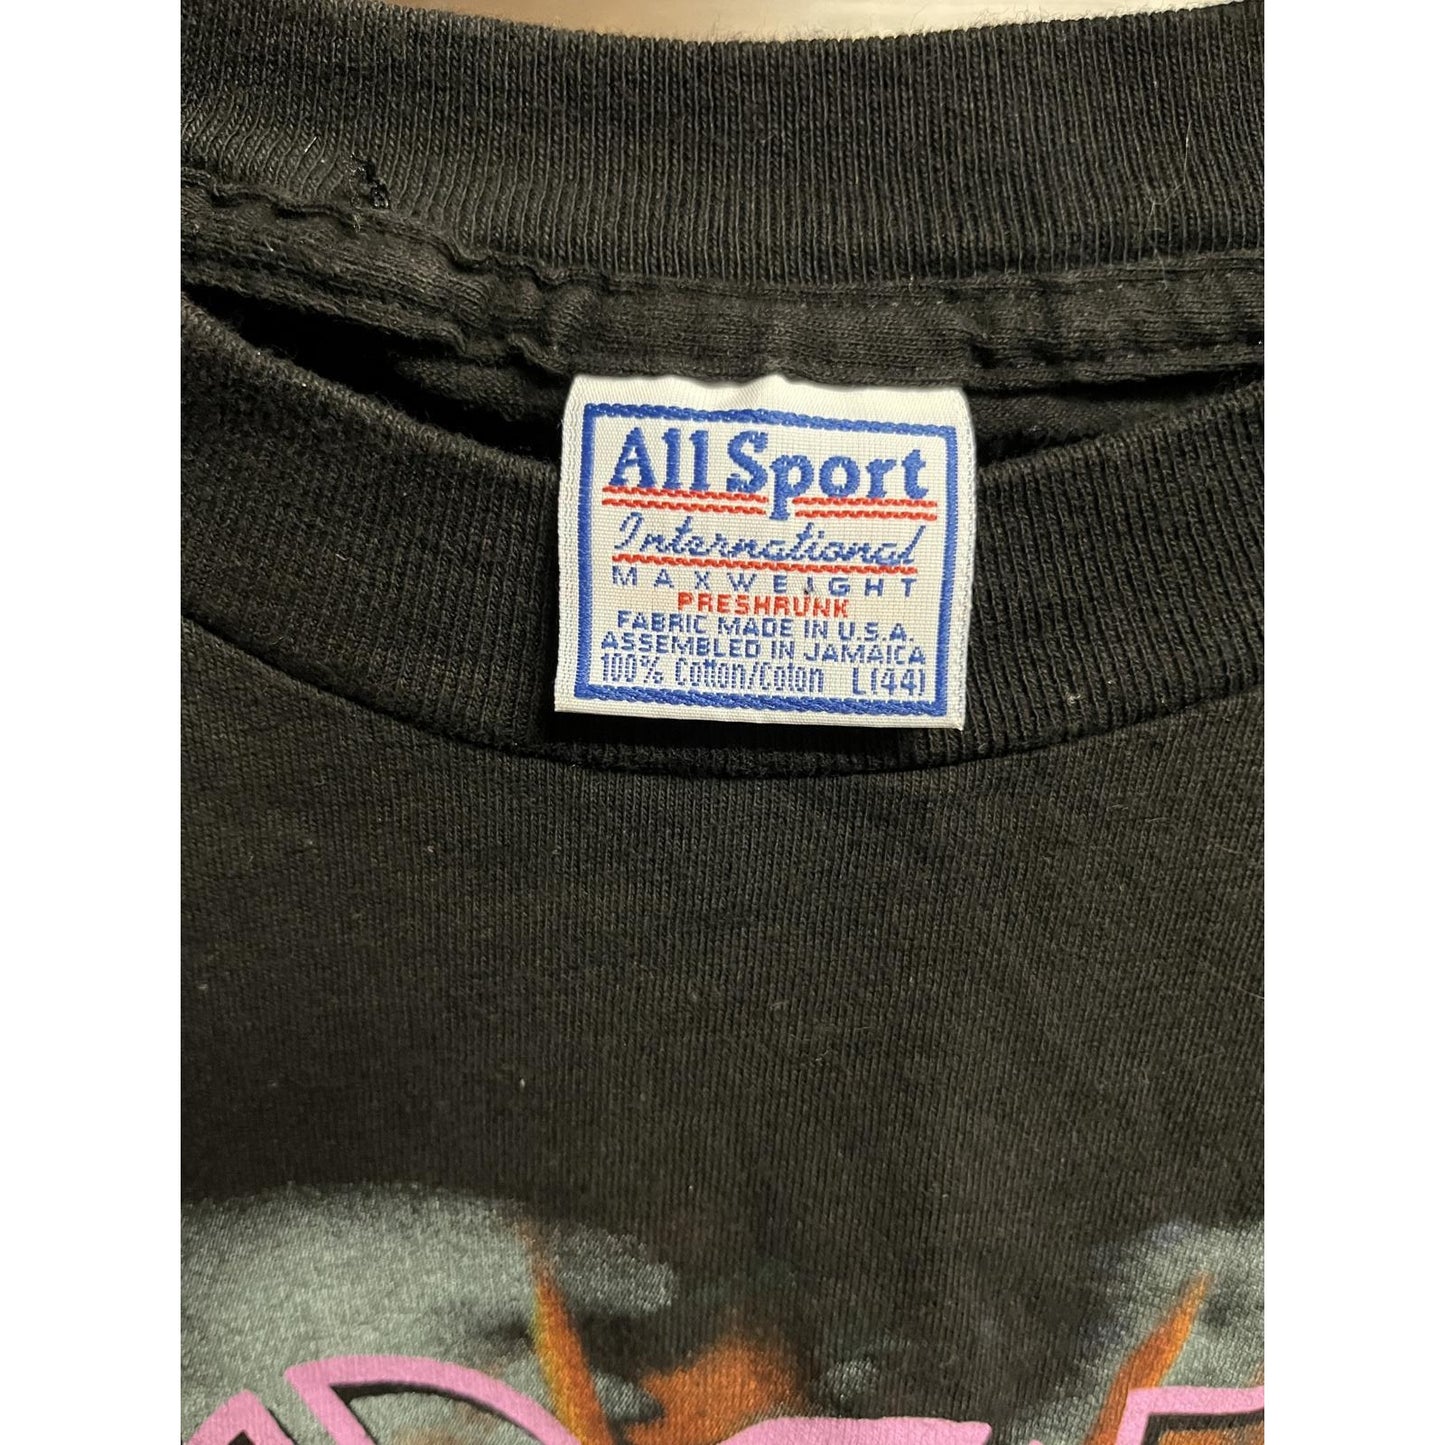 All Sport
International
MAXWEIGHT
PRESHRUNK
FABRIC MADE IN U.S.A.
ASSEMBLED IN JAMAICA
100% Cotton/Coton L(44)